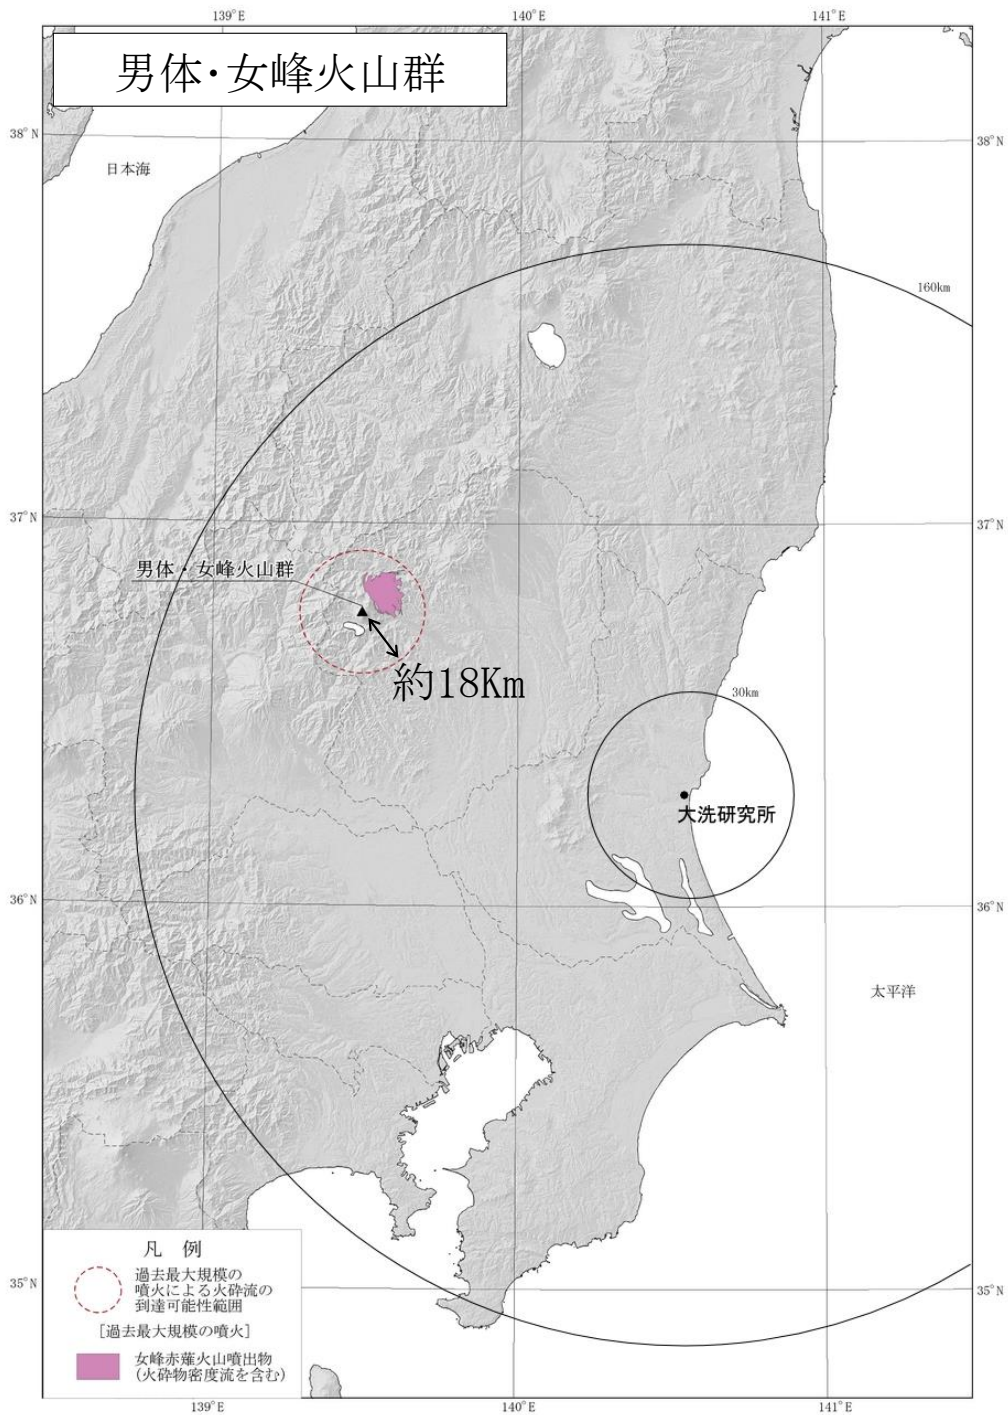 139°E
140°E
141°E
男体・女峰火山群
38°N
38°N
日本海
160km
37°N
37°N
男体・女峰火山群
約18Km
30km
大洗研究所
36°N
36°N
太平洋
凡 例
過去最大規模の
噴火による火砕流の
到達可能性範囲
[過去最大規模の噴火]
女峰赤薙火山噴出物
(火砕物密度流を含む)
35°N
35°N
139°E
140°E
141°E